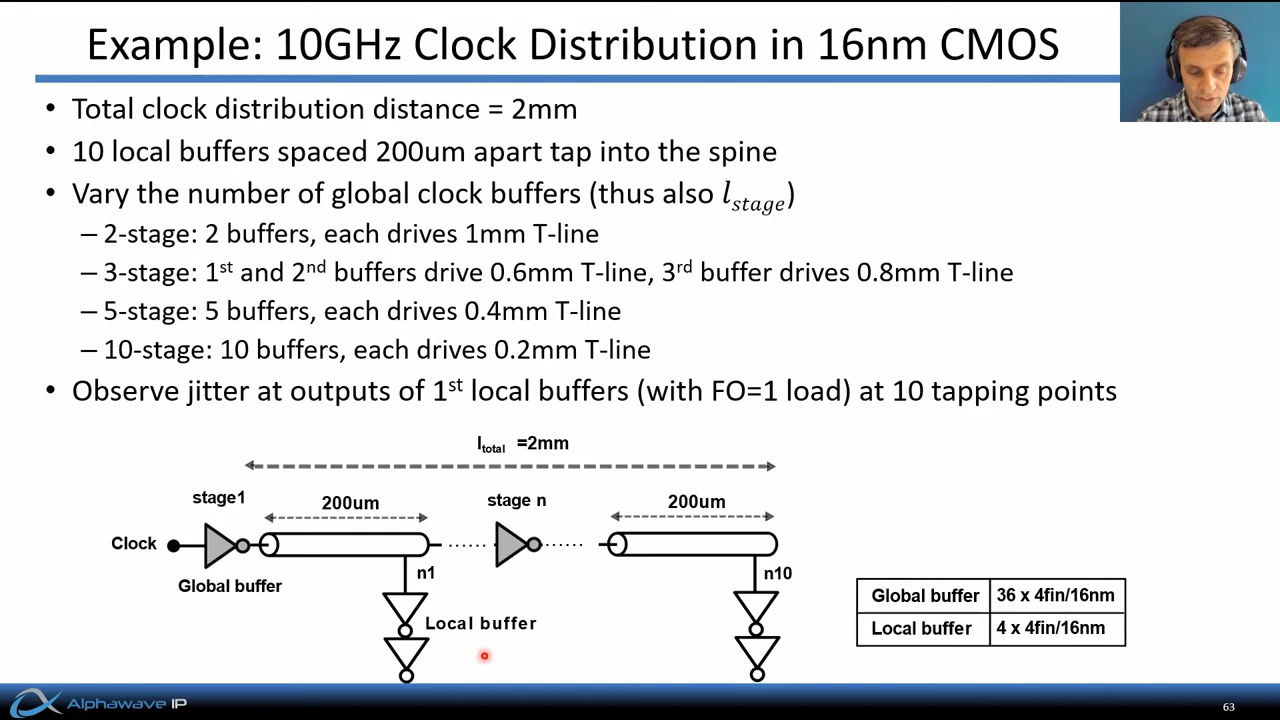 Example: 10GHz Clock Distribution in 16nm CMOS
• Total clock distribution distance = 2mm
• 10 local buffers spaced 200um apart tap into the spine
• Vary the number of global clock buffers (thus also l_stage)
– 2-stage: 2 buffers, each drives 1mm T-line
– 3-stage: 1st and 2nd buffers drive 0.6mm T-line, 3rd buffer drives 0.8mm T-line
– 5-stage: 5 buffers, each drives 0.4mm T-line
– 10-stage: 10 buffers, each drives 0.2mm T-line
• Observe jitter at outputs of 1st local buffers (with FO=1 load) at 10 tapping points
l_total =2mm
stage1
200um
stage n
200um
Clock
Global buffer
n1
n10
Local buffer
Global buffer 36 x 4fin/16nm
Local buffer 4 x 4fin/16nm
Alphawave IP
63